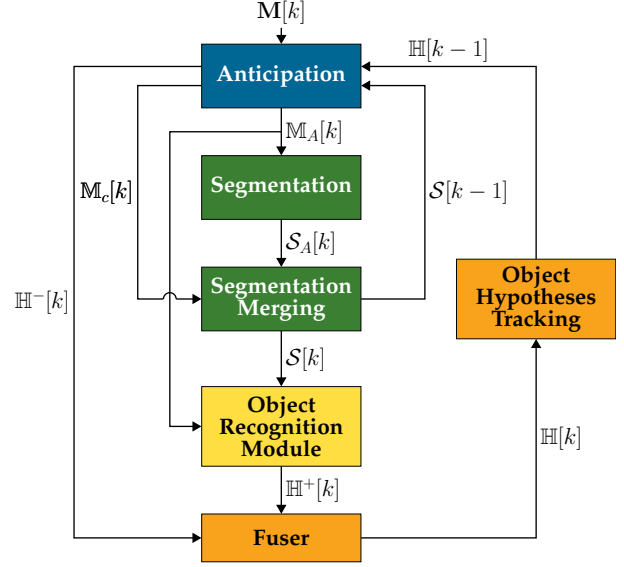 𝐌[k]
ℍ[k − 1]
Anticipation
𝕄_A[k]
Segmentation
𝕄_c[k]
𝒮[k − 1]
𝒮_A[k]
Segmentation
Merging
ℍ⁻[k]
Object
Hypotheses
Tracking
𝒮[k]
Object
Recognition
Module
ℍ[k]
ℍ⁺[k]
Fuser